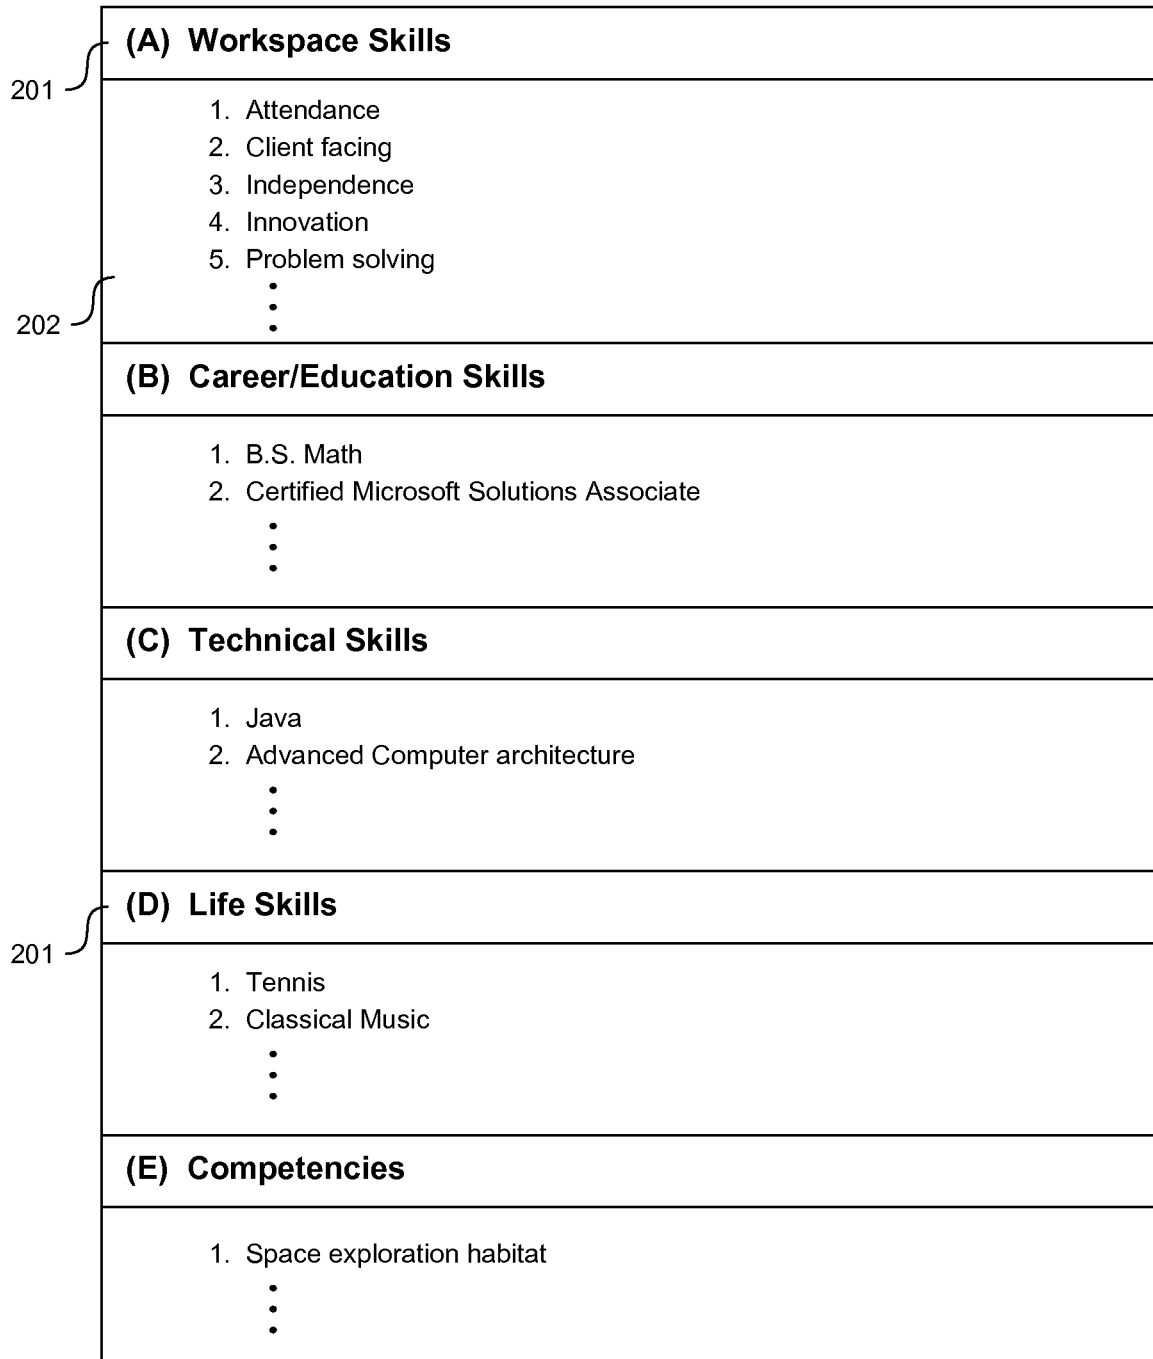 (A) Workspace Skills
201
1. Attendance
2. Client facing
3. Independence
4. Innovation
5. Problem solving
202
(B) Career/Education Skills
1. B.S. Math
2. Certified Microsoft Solutions Associate
(C) Technical Skills
1. Java
2. Advanced Computer architecture
(D) Life Skills
201
1. Tennis
2. Classical Music
(E) Competencies
1. Space exploration habitat